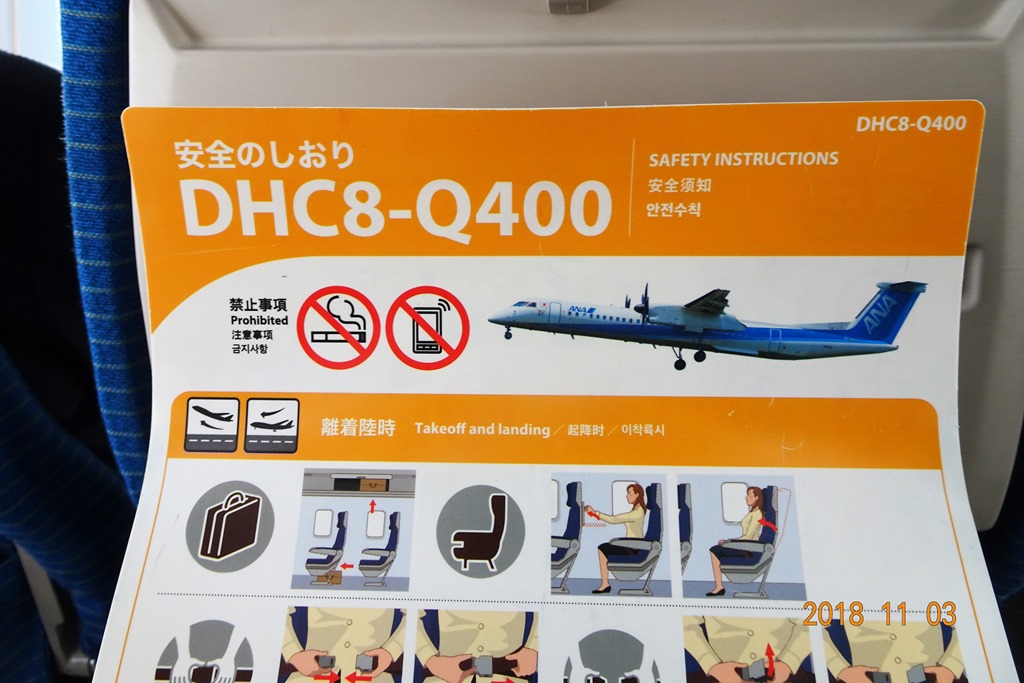 DHC8-Q400
安全のしおり
DHC8-Q400
SAFETY INSTRUCTIONS
安全须知
안전수칙
禁止事項
Prohibited
注意事项
금지사항
ANA
ANA
離着陸時 Takeoff and landing / 起降时 / 이착륙시
2018 11 03